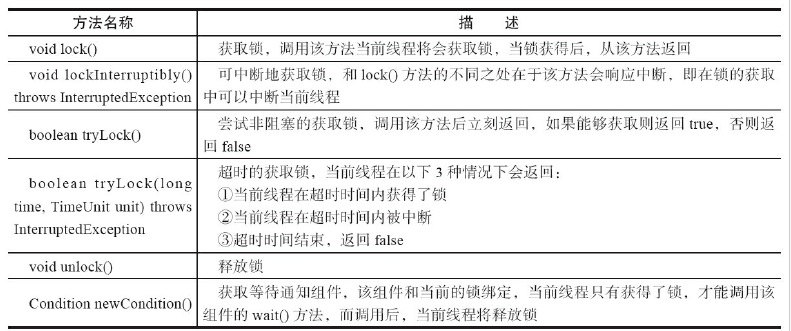 方法名称 描 述
void lock() 获取锁，调用该方法当前线程将会获取锁，当锁获得后，从该方法返回
void lockInterruptibly() throws InterruptedException 可中断地获取锁，和 lock() 方法的不同之处在于该方法会响应中断，即在锁的获取
中可以中断当前线程
boolean tryLock() 尝试非阻塞的获取锁，调用该方法后立刻返回，如果能够获取则返回 true，否则返
回 false
boolean tryLock(long
time, TimeUnit unit) throws
InterruptedException
超时的获取锁，当前线程在以下 3 种情况下会返回：
①当前线程在超时时间内获得了锁
②当前线程在超时时间内被中断
③超时时间结束，返回 false
void unlock() 释放锁
Condition newCondition() 获取等待通知组件，该组件和当前的锁绑定，当前线程只有获得了锁，才能调用该
组件的 wait() 方法，而调用后，当前线程将释放锁